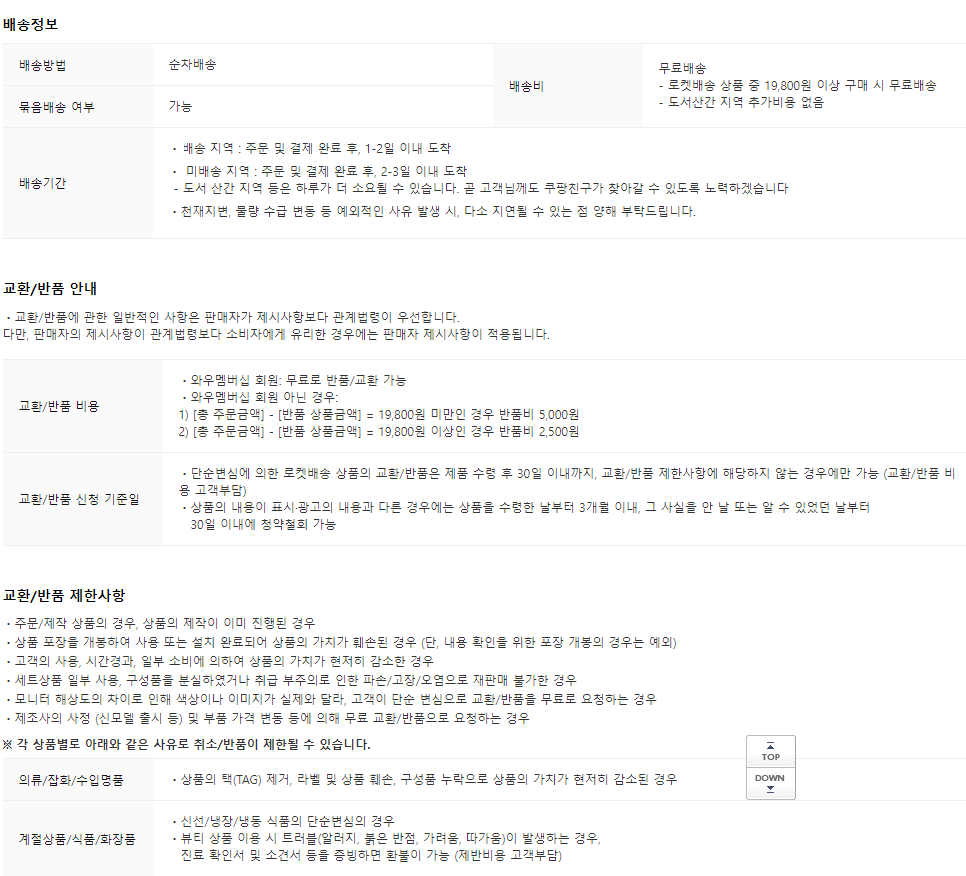 배송정보
배송방법
순차배송
묶음배송 여부
가능
배송비
무료배송
- 로켓배송 상품 중 19,800원 이상 구매 시 무료배송
- 도서산간 지역 추가비용 없음
배송기간
· 배송 지역 : 주문 및 결제 완료 후, 1-2일 이내 도착
· 미배송 지역 : 주문 및 결제 완료 후, 2-3일 이내 도착
- 도서 산간 지역 등은 하루가 더 소요될 수 있습니다. 곧 고객님께도 쿠팡친구가 찾아갈 수 있도록 노력하겠습니다
· 천재지변, 물량 수급 변동 등 예외적인 사유 발생 시, 다소 지연될 수 있는 점 양해 부탁드립니다.
교환/반품 안내
· 교환/반품에 관한 일반적인 사항은 판매자가 제시사항보다 관계법령이 우선합니다.
다만, 판매자의 제시사항이 관계법령보다 소비자에게 유리한 경우에는 판매자 제시사항이 적용됩니다.
교환/반품 비용
· 와우멤버십 회원: 무료로 반품/교환 가능
· 와우멤버십 회원 아닌 경우:
1) [총 주문금액] - [반품 상품금액] = 19,800원 미만인 경우 반품비 5,000원
2) [총 주문금액] - [반품 상품금액] = 19,800원 이상인 경우 반품비 2,500원
교환/반품 신청 기준일
· 단순변심에 의한 로켓배송 상품의 교환/반품은 제품 수령 후 30일 이내까지, 교환/반품 제한사항에 해당하지 않는 경우에만 가능 (교환/반품 비
용 고객부담)
· 상품의 내용이 표시·광고의 내용과 다른 경우에는 상품을 수령한 날부터 3개월 이내, 그 사실을 안 날 또는 알 수 있었던 날부터
30일 이내에 청약철회 가능
교환/반품 제한사항
· 주문/제작 상품의 경우, 상품의 제작이 이미 진행된 경우
· 상품 포장을 개봉하여 사용 또는 설치 완료되어 상품의 가치가 훼손된 경우 (단, 내용 확인을 위한 포장 개봉의 경우는 예외)
· 고객의 사용, 시간경과, 일부 소비에 의하여 상품의 가치가 현저히 감소한 경우
· 세트상품 일부 사용, 구성품을 분실하였거나 취급 부주의로 인한 파손/고장/오염으로 재판매 불가한 경우
· 모니터 해상도의 차이로 인해 색상이나 이미지가 실제와 달라, 고객이 단순 변심으로 교환/반품을 무료로 요청하는 경우
· 제조사의 사정 (신모델 출시 등) 및 부품 가격 변동 등에 의해 무료 교환/반품으로 요청하는 경우
※ 각 상품별로 아래와 같은 사유로 취소/반품이 제한될 수 있습니다.
TOP
DOWN
의류/잡화/수입명품
· 상품의 택(TAG) 제거, 라벨 및 상품 훼손, 구성품 누락으로 상품의 가치가 현저히 감소된 경우
계절상품/식품/화장품
· 신선/냉장/냉동 식품의 단순변심의 경우
· 뷰티 상품 이용 시 트러블(알러지, 붉은 반점, 가려움, 따가움)이 발생하는 경우,
진료 확인서 및 소견서 등을 증빙하면 환불이 가능 (제반비용 고객부담)